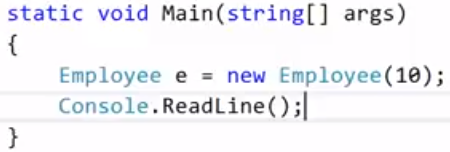 static void Main(string[] args)
{
    Employee e = new Employee(10);
    Console.ReadLine();
}